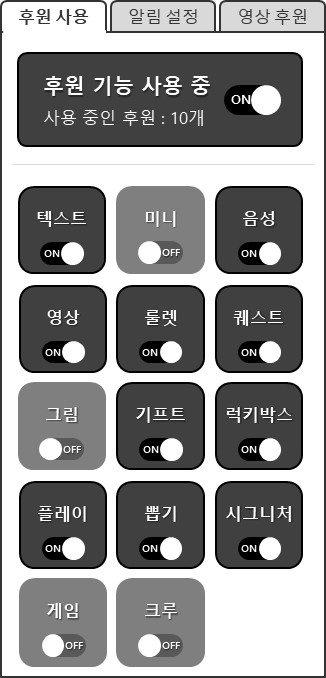 후원 사용 알림 설정 영상 후원
후원 기능 사용 중
사용 중인 후원 : 10개
ON
텍스트 미니 음성
ON OFF ON
영상 룰렛 퀘스트
ON ON ON
그림 기프트 럭키박스
OFF ON ON
플레이 뽑기 시그니처
ON ON ON
게임 크루
OFF OFF